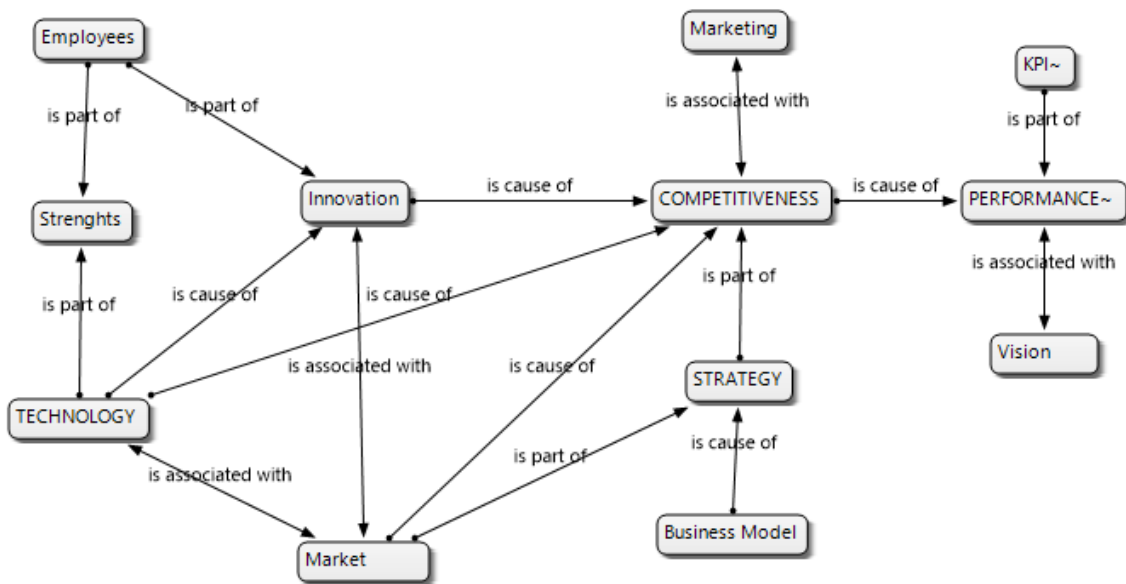 Employees
Marketing
KPI~
is part of
is part of
is associated with
is part of
Innovation
is cause of
COMPETITIVENESS
is cause of
PERFORMANCE~
Strenghts
is part of
is cause of
is cause of
is part of
is associated with
is associated with
is cause of
Vision
TECHNOLOGY
STRATEGY
is associated with
is part of
is cause of
Market
Business Model